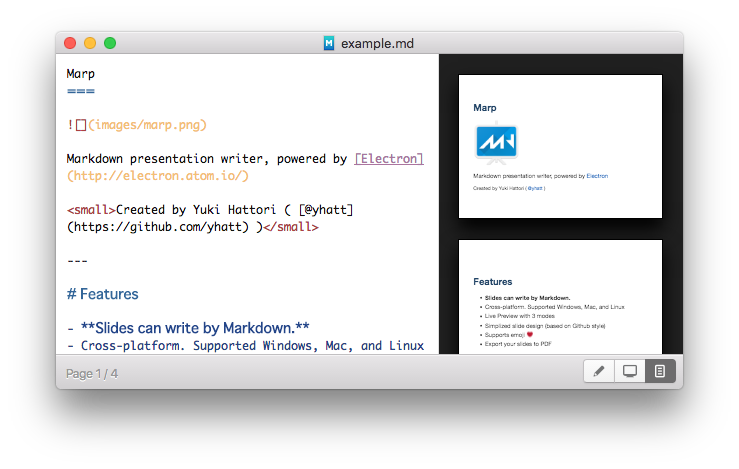 example.md
Marp
===
![](images/marp.png)
Markdown presentation writer, powered by [Electron]
(http://electron.atom.io/)
<small>Created by Yuki Hattori ( [@yhatt]
(https://github.com/yhatt) )</small>
---
# Features
- **Slides can write by Markdown.**
- Cross-platform. Supported Windows, Mac, and Linux
Marp
Markdown presentation writer, powered by Electron
Created by Yuki Hattori ( @yhatt )
Features
• Slides can write by Markdown.
• Cross-platform. Supported Windows, Mac, and Linux
• Live Preview with 3 modes
• Simplized slide design (based on Github style)
• Supports emoji ❤️
• Export your slides to PDF
Page 1 / 4